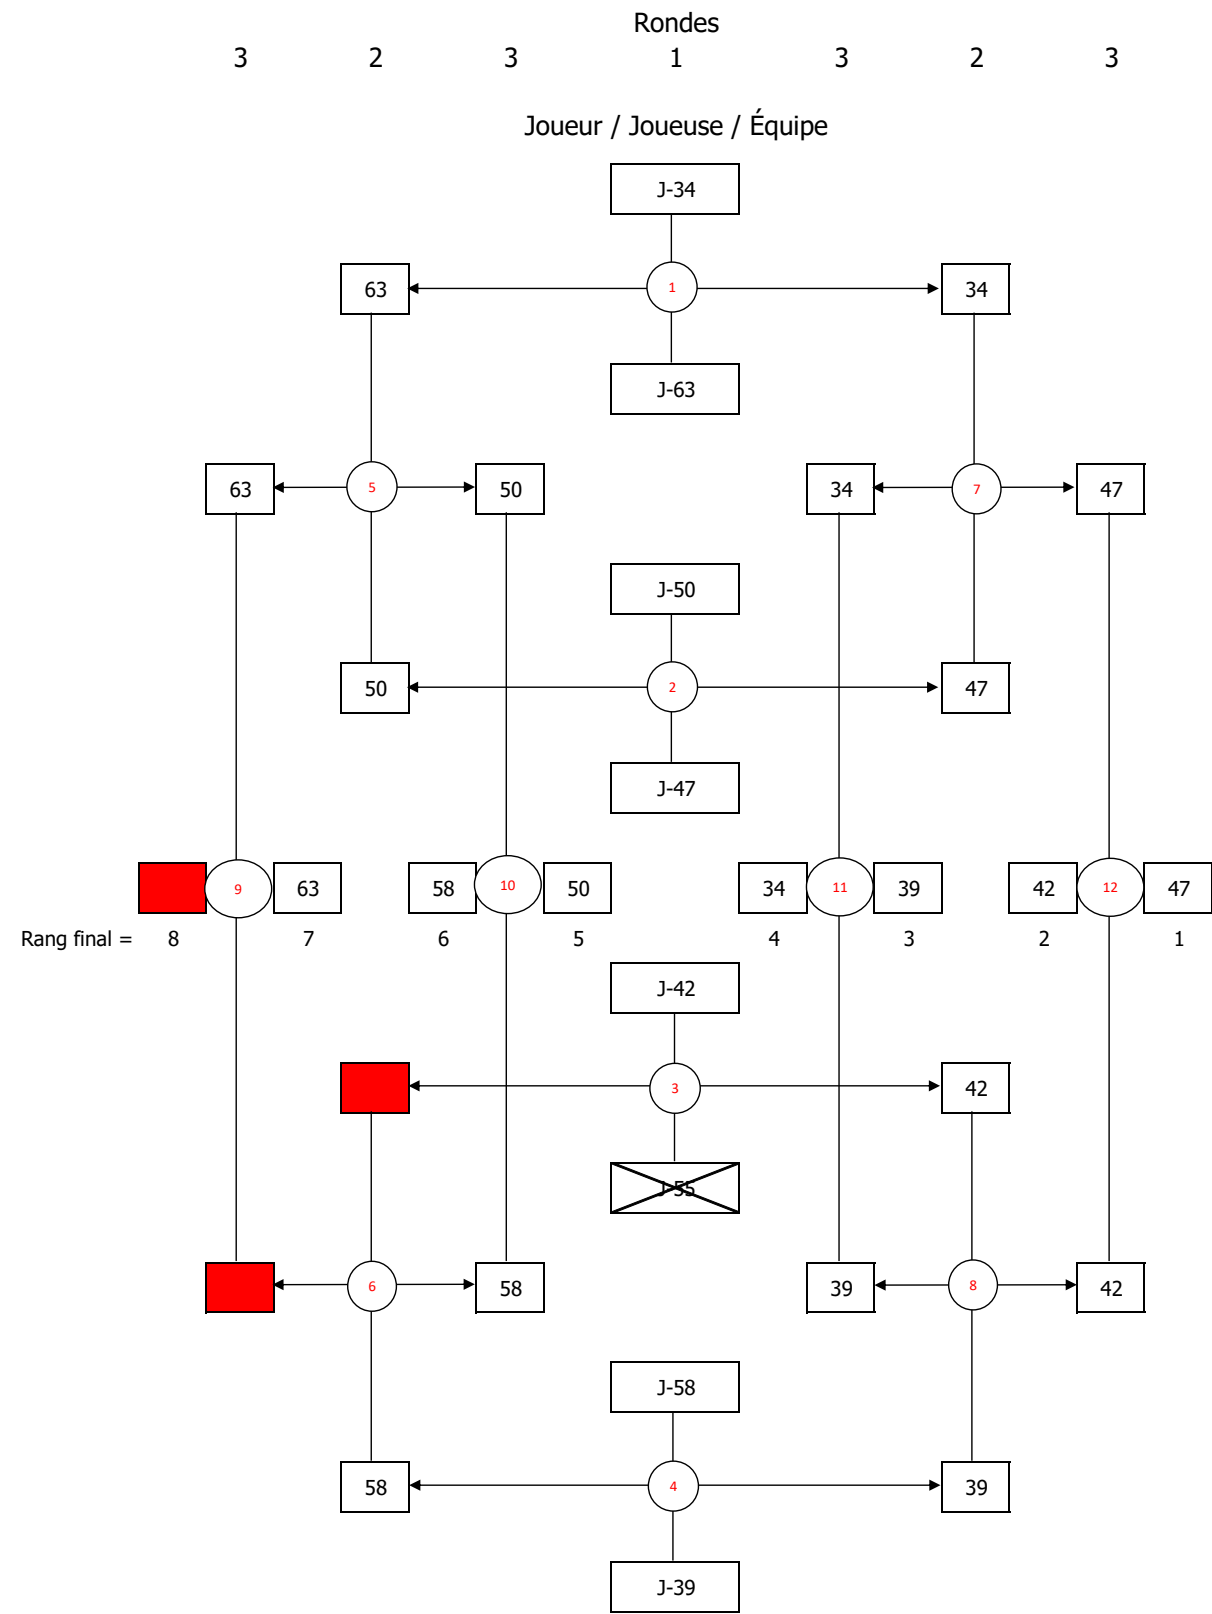 Rondes
3 2 3 1 3 2 3
Joueur / Joueuse / Équipe
J-34
63 1 34
J-63
63 5 50 34 7 47
J-50
50 2 47
J-47
9 63 58 10 50 34 11 39 42 12 47
Rang final = 8 7 6 5 4 3 2 1
J-42
3 42
J-55
6 58 39 8 42
J-58
58 4 39
J-39